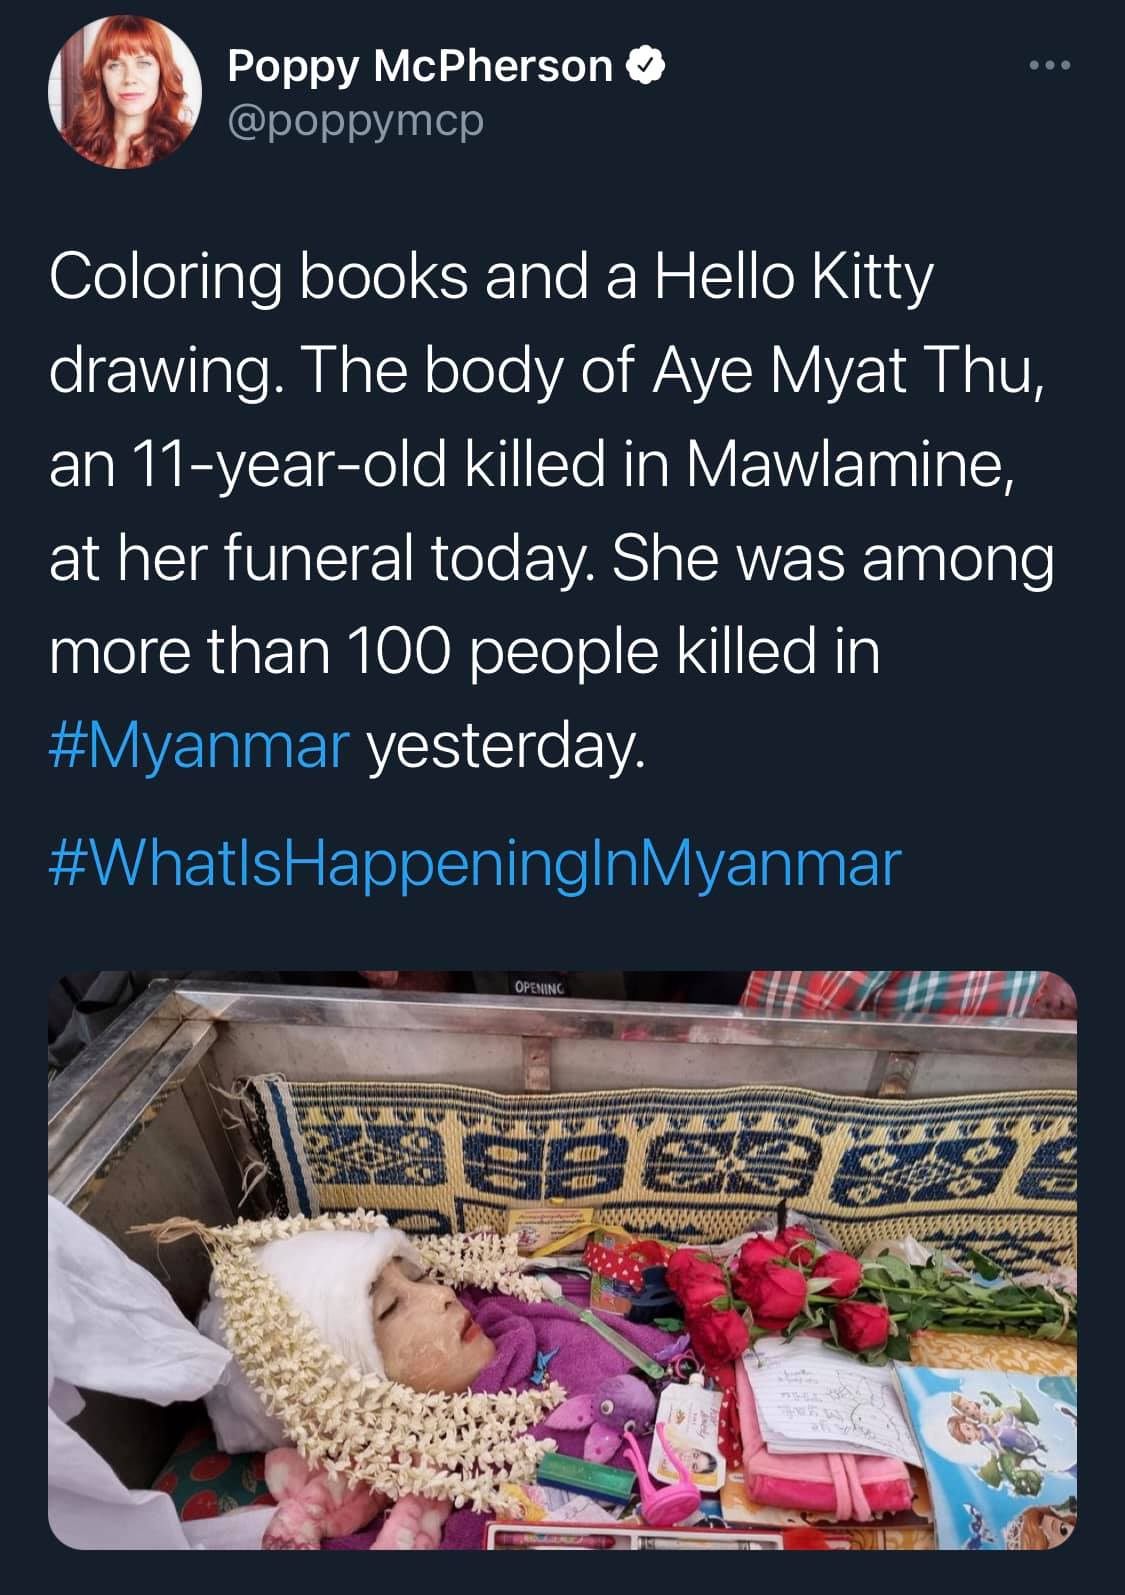 Poppy McPherson
@poppymcp
Coloring books and a Hello Kitty
drawing. The body of Aye Myat Thu,
an 11-year-old killed in Mawlamine,
at her funeral today. She was among
more than 100 people killed in
#Myanmar yesterday.
#WhatIsHappeningInMyanmar
OPENING